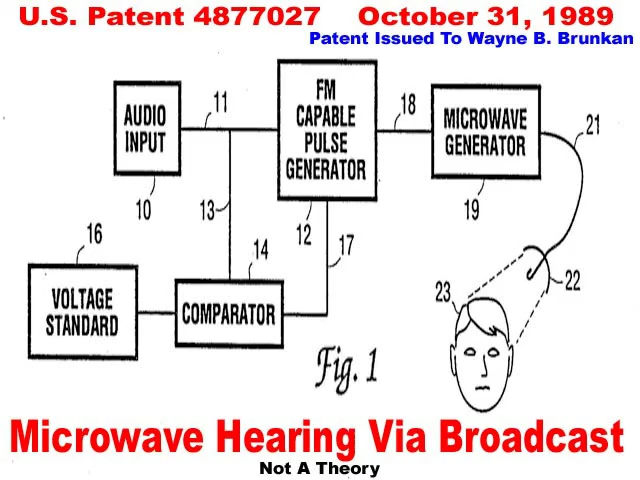 U.S. Patent 4877027 October 31, 1989
Patent Issued To Wayne B. Brunkan
AUDIO
INPUT
10
11
FM
CAPABLE
PULSE
GENERATOR
12
18
MICROWAVE
GENERATOR
19
21
13
17
14
16
VOLTAGE
STANDARD
COMPARATOR
22
23
Fig. 1
Microwave Hearing Via Broadcast
Not A Theory